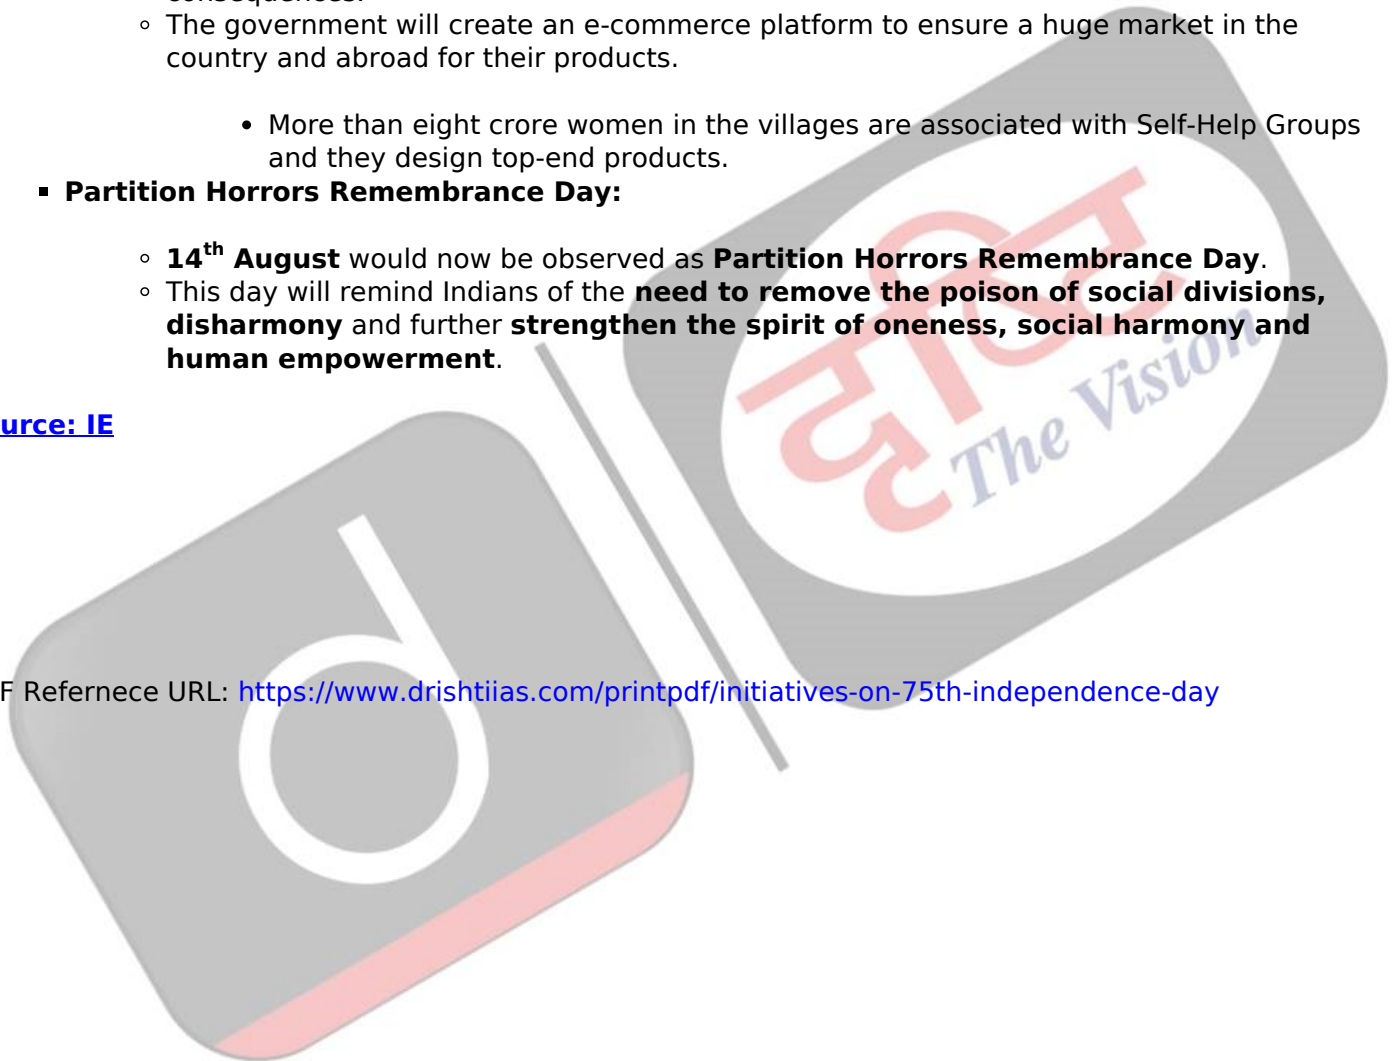 The government will create an e-commerce platform to ensure a huge market in the
country and abroad for their products.
More than eight crore women in the villages are associated with Self-Help Groups
and they design top-end products.
Partition Horrors Remembrance Day:
14th August would now be observed as Partition Horrors Remembrance Day.
This day will remind Indians of the need to remove the poison of social divisions,
disharmony and further strengthen the spirit of oneness, social harmony and
human empowerment.
urce: IE
F Refernece URL: https://www.drishtiias.com/printpdf/initiatives-on-75th-independence-day
दृष्टि
The Vision
d